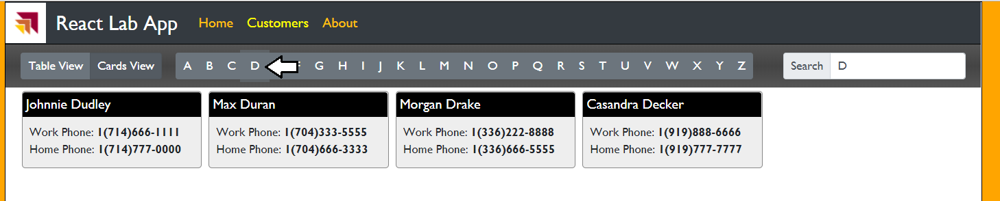 React Lab App Home Customers About
Table View Cards View A B C D F G H I J K L M N O P Q R S T U V W X Y Z Search D
Johnnie Dudley Max Duran Morgan Drake Casandra Decker
Work Phone: 1(714)666-1111 Work Phone: 1(704)333-5555 Work Phone: 1(336)222-8888 Work Phone: 1(919)888-6666
Home Phone: 1(714)777-0000 Home Phone: 1(704)666-3333 Home Phone: 1(336)666-5555 Home Phone: 1(919)777-7777